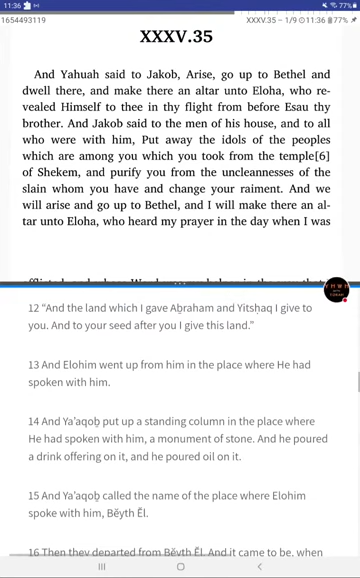 11:36
77%
1654493119
XXXV.35 – 1/9 11:36 77%
XXXV.35
And Yahuah said to Jakob, Arise, go up to Bethel and
dwell there, and make there an altar unto Eloha, who re-
vealed Himself to thee in thy flight from before Esau thy
brother. And Jakob said to the men of his house, and to all
who were with him, Put away the idols of the peoples
which are among you which you took from the temple[6]
of Shekem, and purify you from the uncleannesses of the
slain whom you have and change your raiment. And we
will arise and go up to Bethel, and I will make there an al-
tar unto Eloha, who heard my prayer in the day when I was
12 “And the land which I gave Aḇraham and Yitsḥaq I give to
you. And to your seed after you I give this land.”
13 And Elohim went up from him in the place where He had
spoken with him.
14 And Ya‛aqoḇ put up a standing column in the place where
He had spoken with him, a monument of stone. And he poured
a drink offering on it, and he poured oil on it.
15 And Ya‛aqoḇ called the name of the place where Elohim
spoke with him, Bĕyth Ěl.
16 Then they departed from Bĕyth Ěl. And it came to be, when